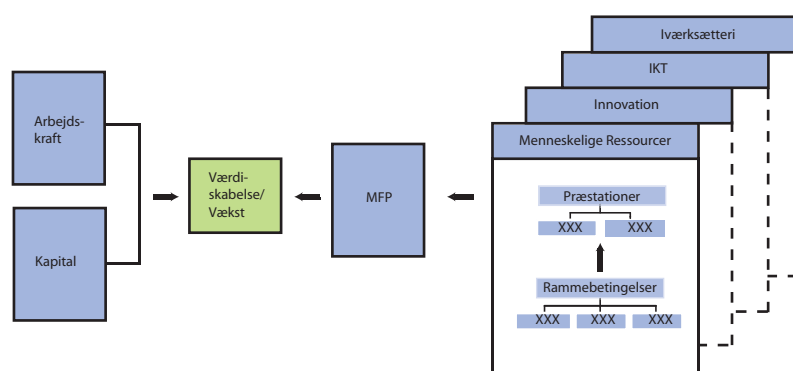 Arbejds-
kraft
Kapital
Værdi-
skabelse/
Vækst
MFP
Iværksætteri
IKT
Innovation
Menneskelige Ressourcer
Præstationer
XXX XXX
Rammebetingelser
XXX XXX XXX